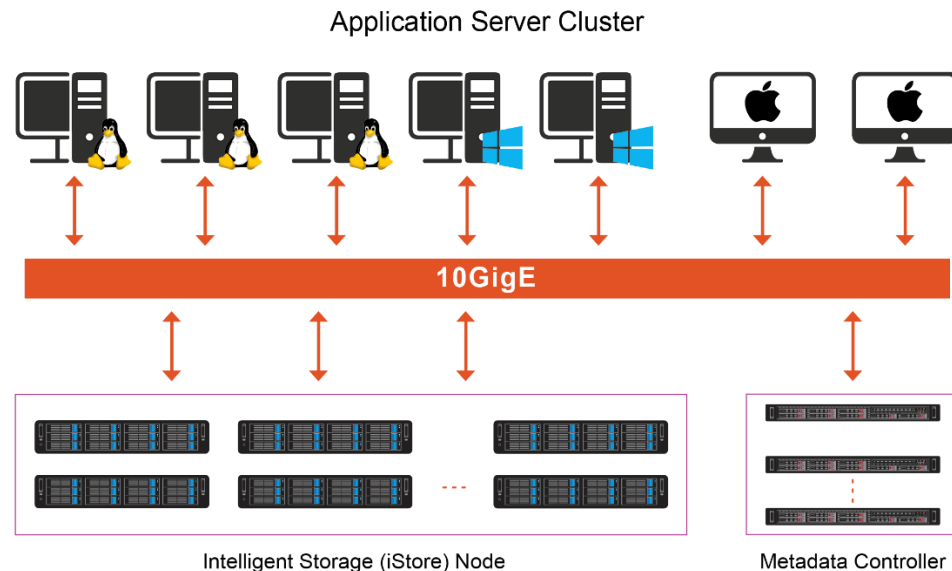 Application Server Cluster
10GigE
Intelligent Storage (iStore) Node
Metadata Controller